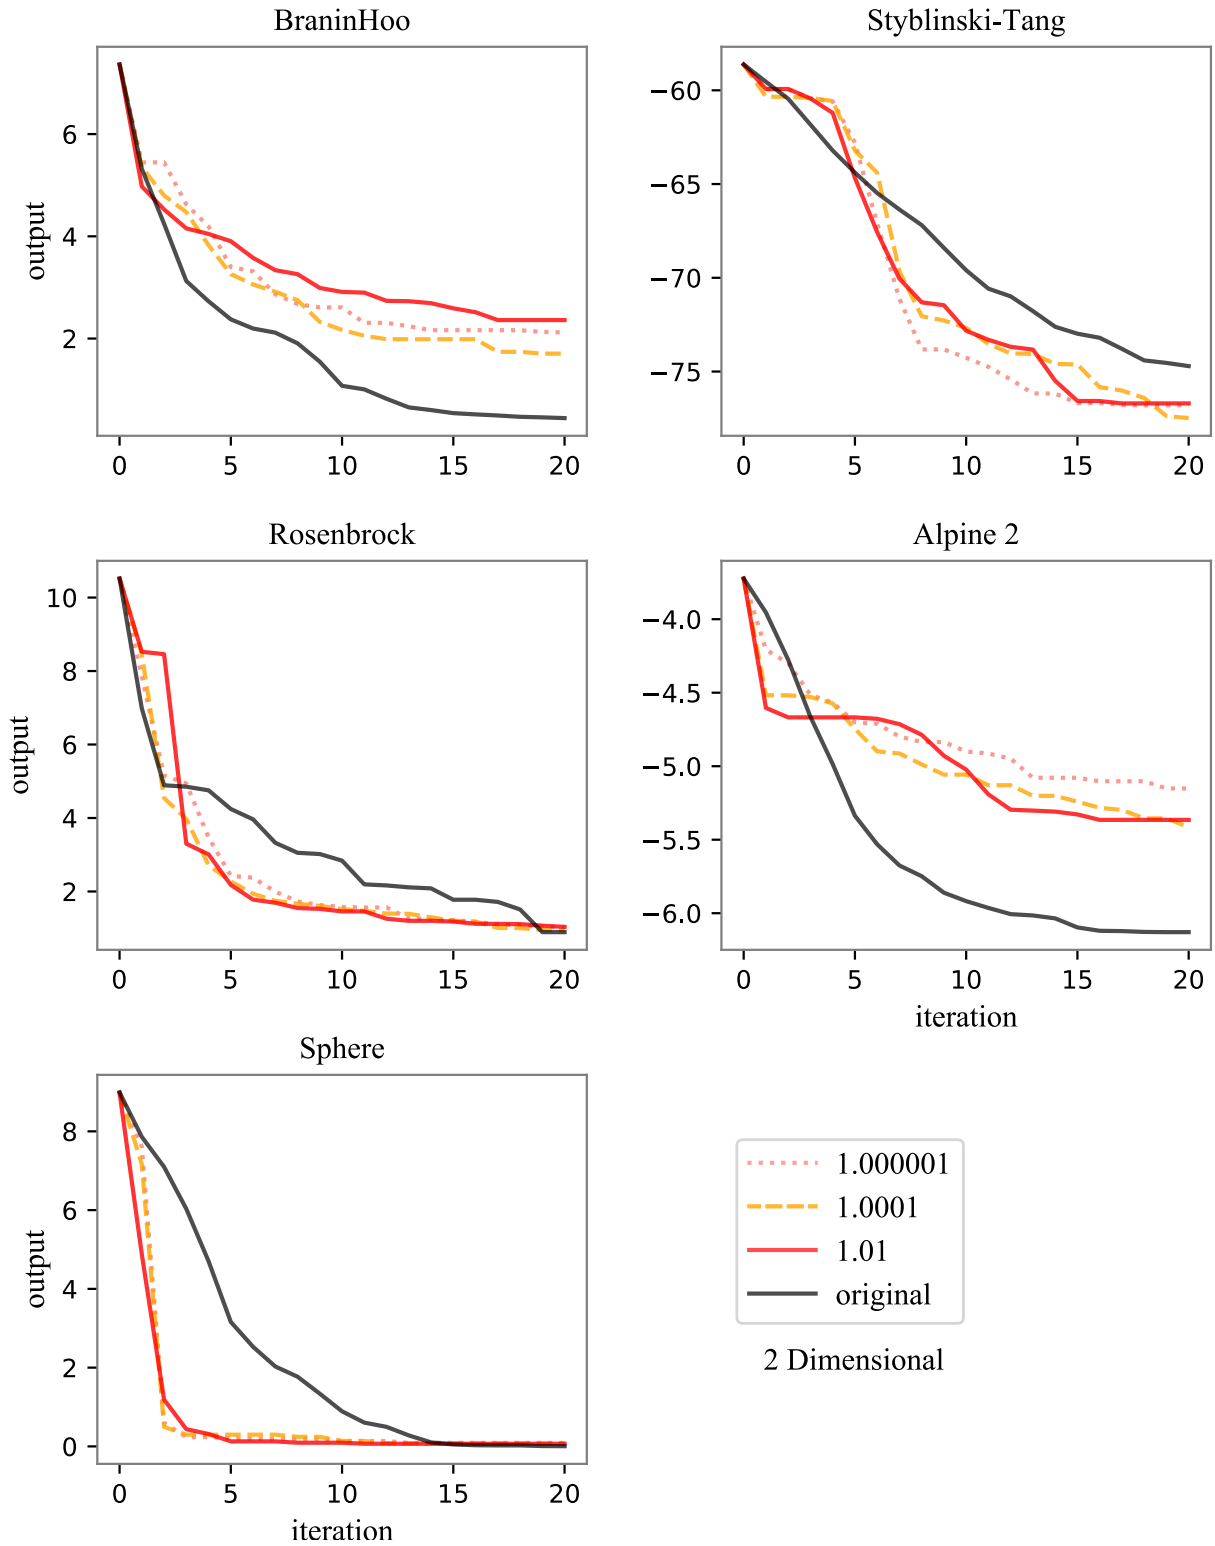 BraninHoo
Styblinski-Tang
output
6
4
2
0 5 10 15 20
−60
−65
−70
−75
0 5 10 15 20
Rosenbrock
Alpine 2
output
10
8
6
4
2
0 5 10 15 20
−4.0
−4.5
−5.0
−5.5
−6.0
0 5 10 15 20
iteration
Sphere
output
8
6
4
2
0
0 5 10 15 20
iteration
1.000001
1.0001
1.01
original
2 Dimensional